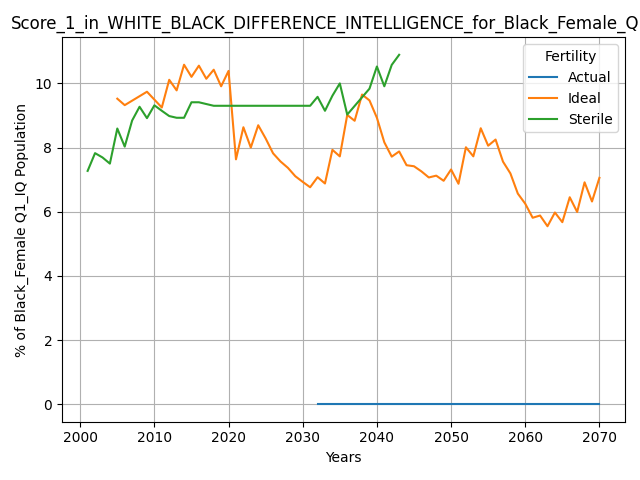 Score_1_in_WHITE_BLACK_DIFFERENCE_INTELLIGENCE_for_Black_Female_Q
Fertility
Actual
Ideal
Sterile
% of Black_Female Q1_IQ Population
10
8
6
4
2
0
2000 2010 2020 2030 2040 2050 2060 2070
Years